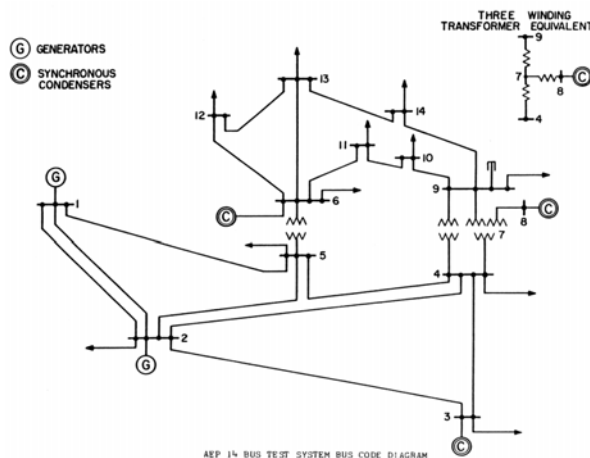 THREE WINDING
TRANSFORMER EQUIVALENT
9
7
C
8
4
G GENERATORS
C SYNCHRONOUS
CONDENSERS
13
14
12
11
10
9
G
1
6
C
8
C
7
5
4
2
G
3
C
AEP 14 BUS TEST SYSTEM BUS CODE DIAGRAM